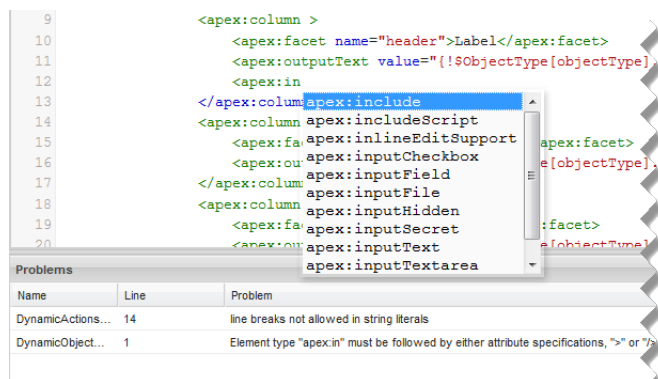 9 <apex:column >
10 <apex:facet name="header">Label</apex:facet>
11 <apex:outputText value="{!$ObjectType[objectType].
12 <apex:in
13 </apex:colum
14 <apex:column
15 <apex:fa apex:facet>
16 <apex:ou e[objectType].
17 </apex:colum
18 <apex:column
19 <apex:fa :facet>
20 <apex:ou e[objectType]
apex:include
apex:includeScript
apex:inlineEditSupport
apex:inputCheckbox
apex:inputField
apex:inputFile
apex:inputHidden
apex:inputSecret
apex:inputText
apex:inputTextarea
Problems
Name Line Problem
DynamicActions... 14 line breaks not allowed in string literals
DynamicObject... 1 Element type "apex:in" must be followed by either attribute specifications, ">" or "/>